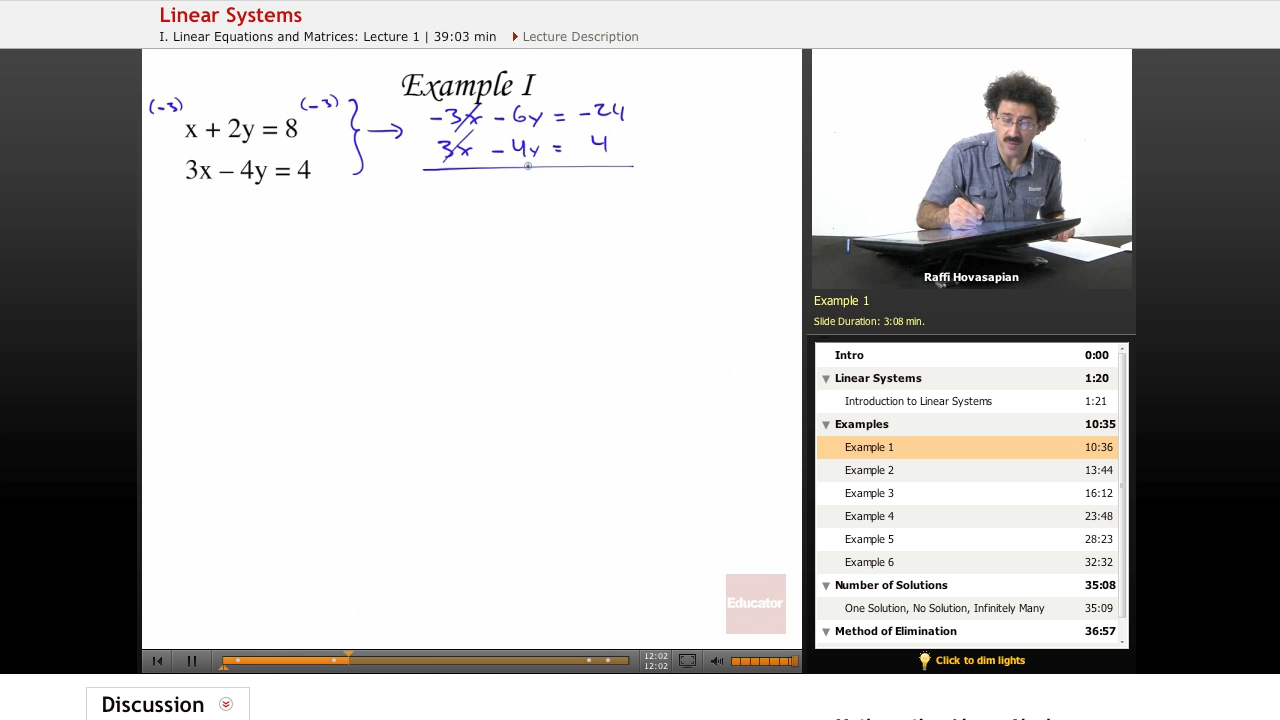 Linear Systems
I. Linear Equations and Matrices: Lecture 1 | 39:03 min Lecture Description
Example I
(-3) (-3)
x + 2y = 8
3x – 4y = 4
-3x - 6y = -24
3x - 4y = 4
Educator
Raffi Hovasapian
Example 1
Slide Duration: 3:08 min.
Intro 0:00
Linear Systems 1:20
Introduction to Linear Systems 1:21
Examples 10:35
Example 1 10:36
Example 2 13:44
Example 3 16:12
Example 4 23:48
Example 5 28:23
Example 6 32:32
Number of Solutions 35:08
One Solution, No Solution, Infinitely Many 35:09
Method of Elimination 36:57
12:02
12:02
Click to dim lights
Discussion